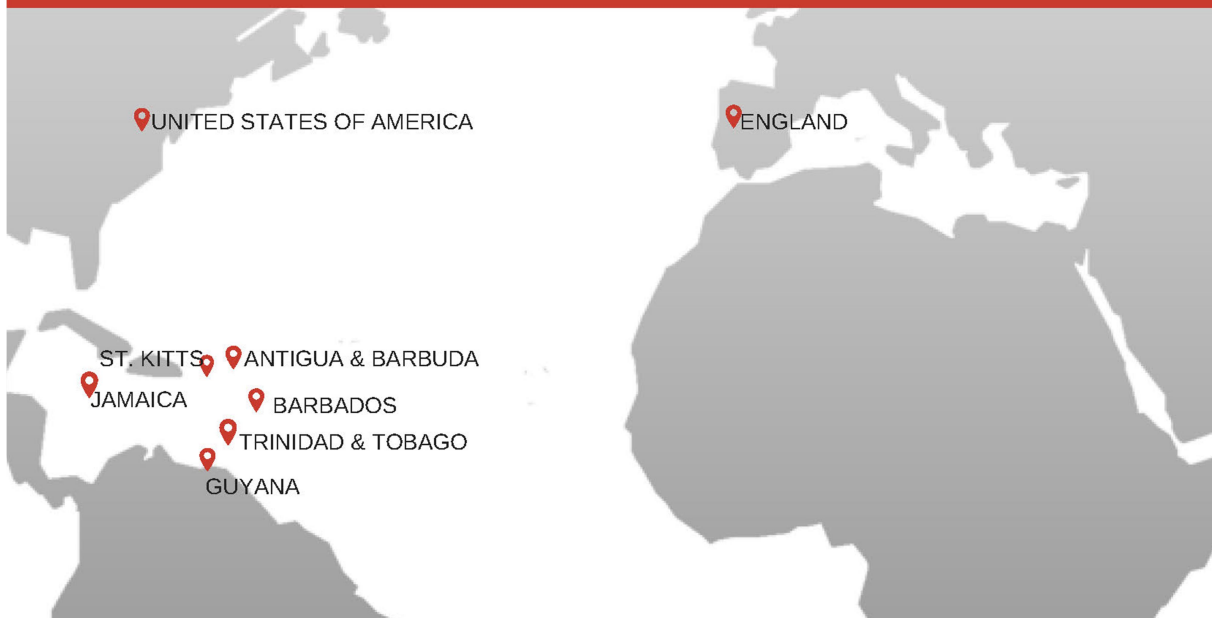 UNITED STATES OF AMERICA
ENGLAND
ST. KITTS
ANTIGUA & BARBUDA
JAMAICA
BARBADOS
TRINIDAD & TOBAGO
GUYANA